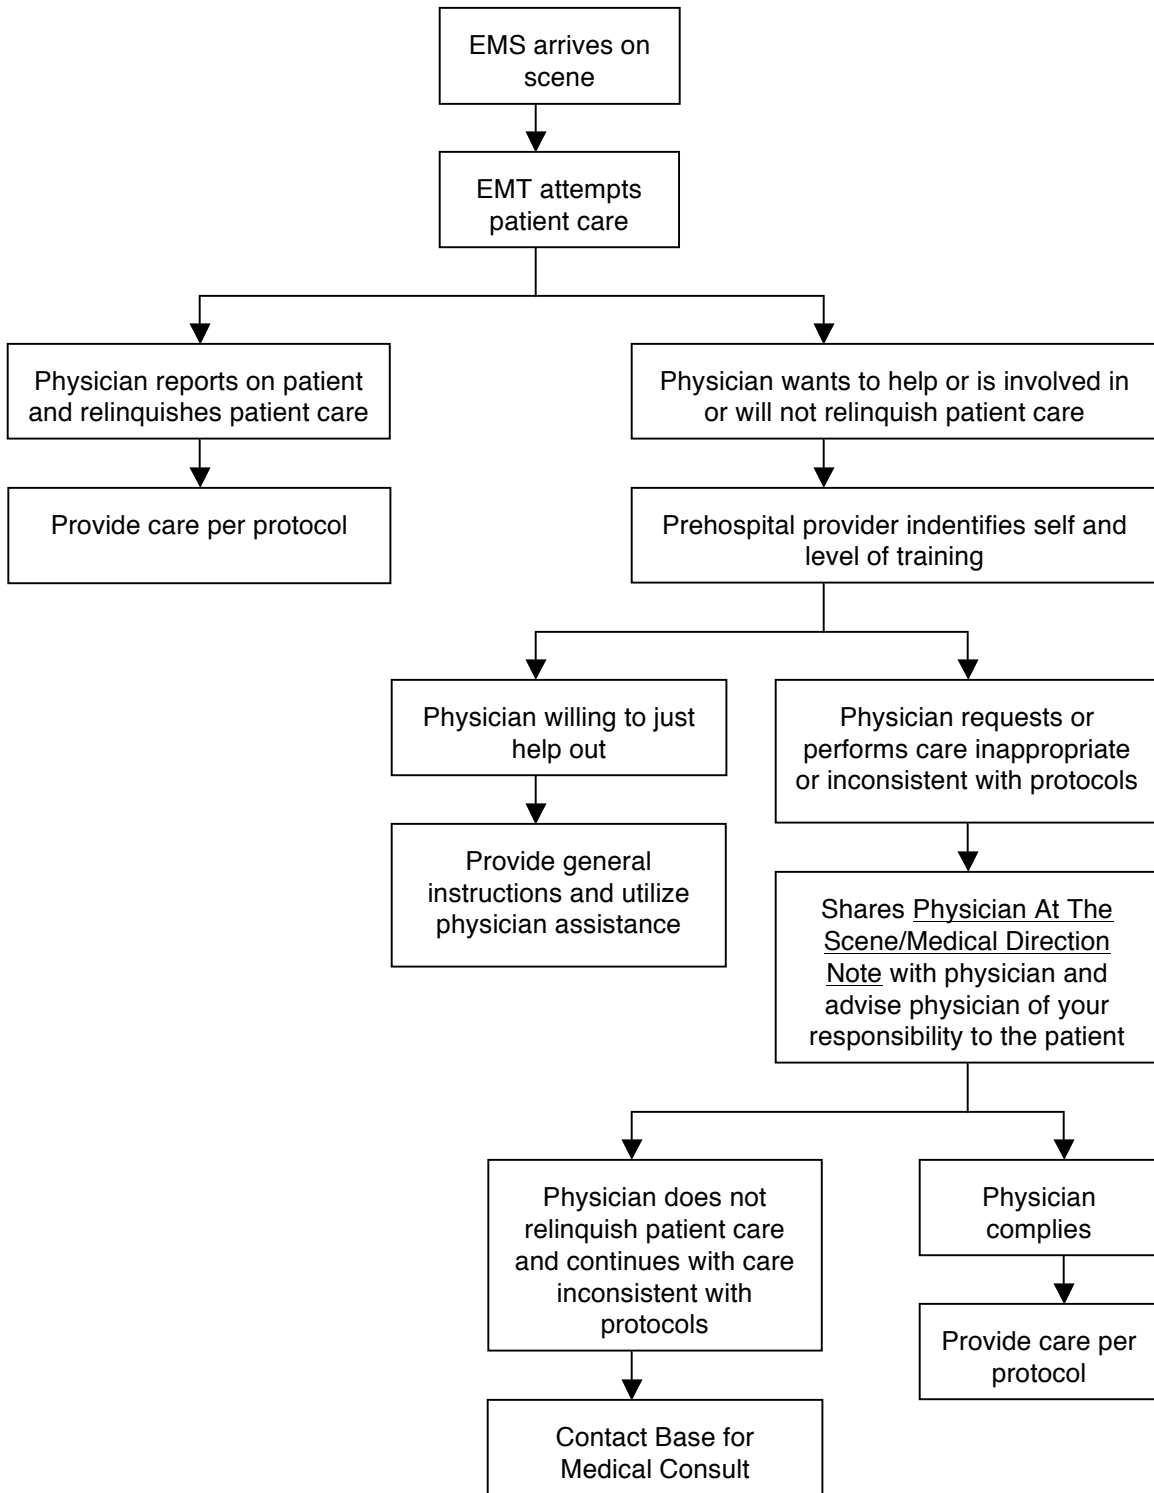 EMS arrives on
scene
EMT attempts
patient care
Physician reports on patient
and relinquishes patient care
Physician wants to help or is involved in
or will not relinquish patient care
Provide care per protocol
Prehospital provider indentifies self and
level of training
Physician willing to just
help out
Physician requests or
performs care inappropriate
or inconsistent with protocols
Provide general
instructions and utilize
physician assistance
Shares Physician At The
Scene/Medical Direction
Note with physician and
advise physician of your
responsibility to the patient
Physician does not
relinquish patient care
and continues with care
inconsistent with
protocols
Physician
complies
Provide care per
protocol
Contact Base for
Medical Consult